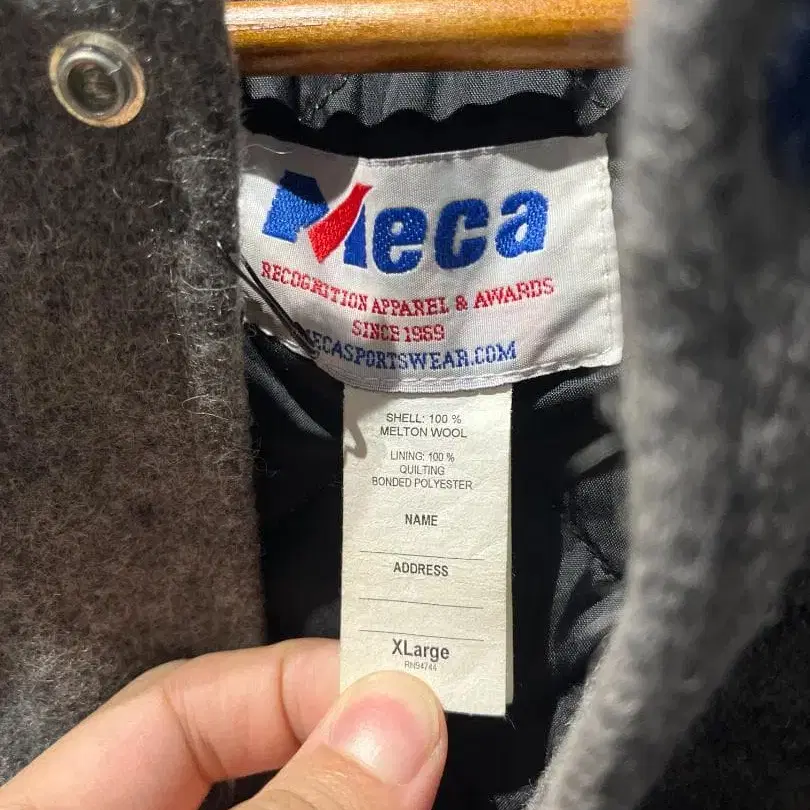 Meca
RECOGNITION APPAREL & AWARDS
SINCE 1969
MECASPORTSWEAR.COM
SHELL: 100 %
MELTON WOOL
LINING: 100 %
QUILTING
BONDED POLYESTER
NAME
ADDRESS
XLarge
RN94744